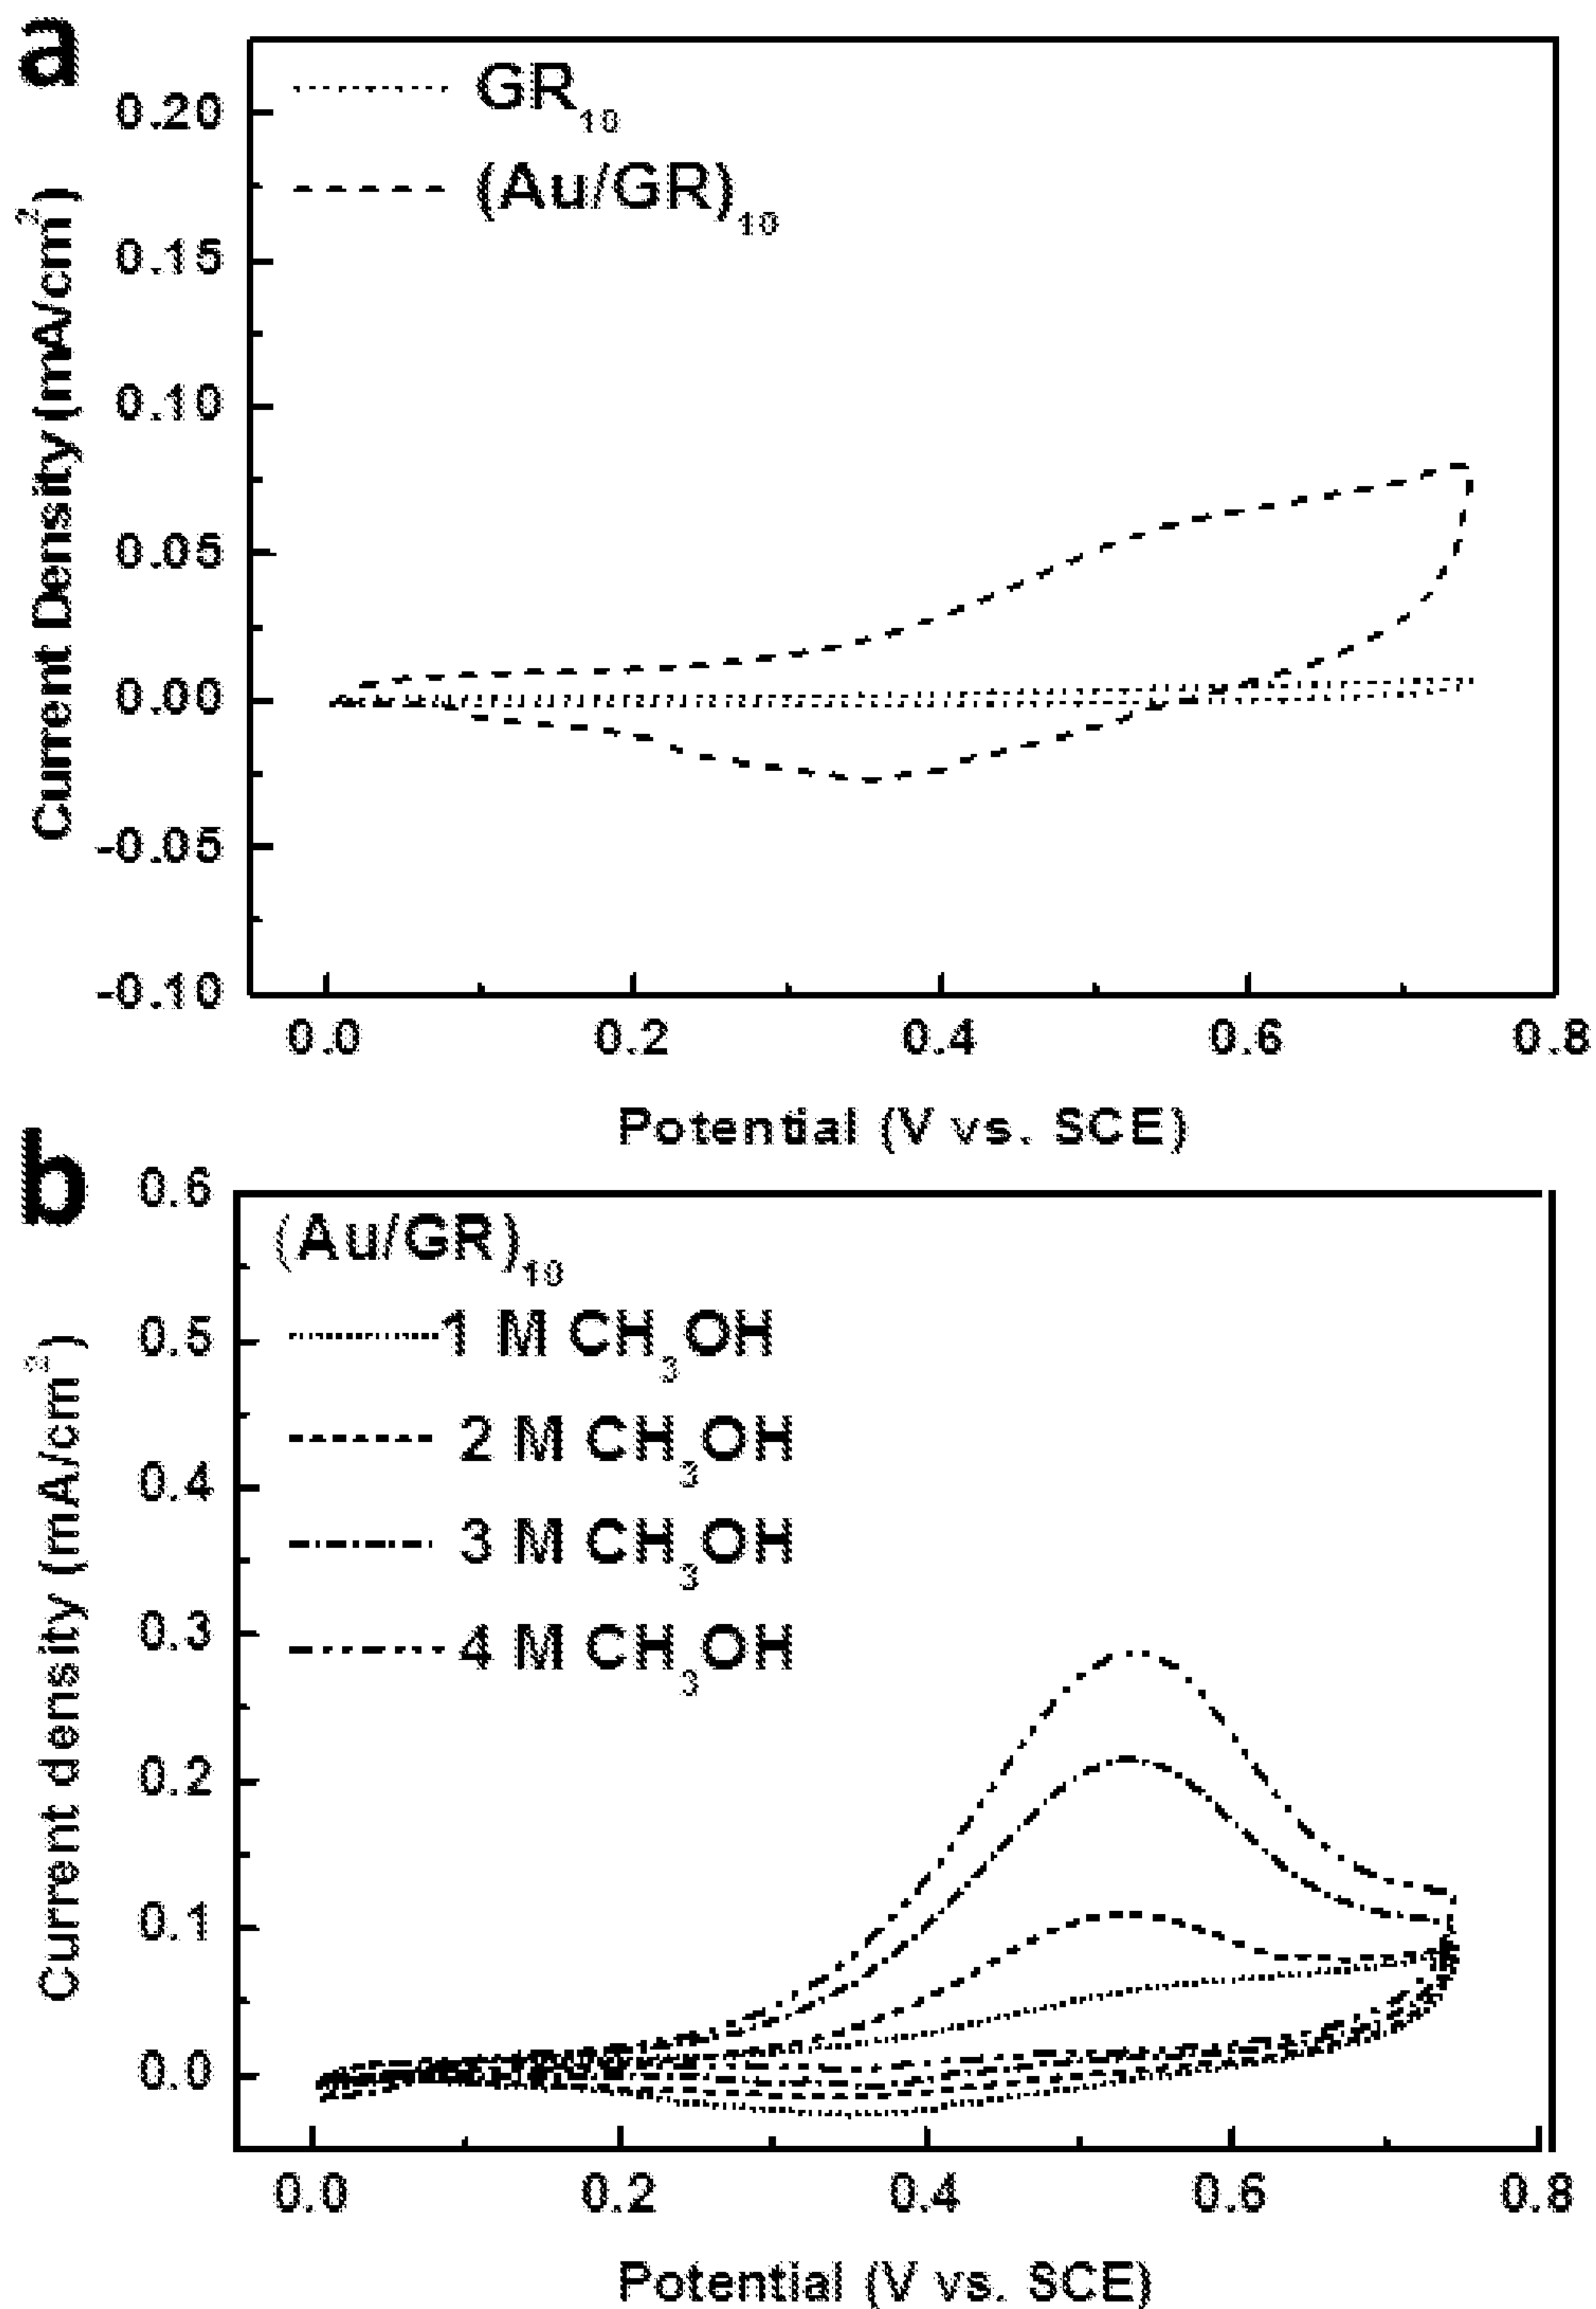 a
GR10
(Au/GR)10
0.20
0.15
0.10
0.05
0.00
-0.05
-0.10
Current Density (mA/cm2)
0.0 0.2 0.4 0.6 0.8
Potential (V vs. SCE)
b
(Au/GR)10
1 M CH3OH
2 M CH3OH
3 M CH3OH
4 M CH3OH
0.6
0.5
0.4
0.3
0.2
0.1
0.0
Current density (mA/cm2)
0.0 0.2 0.4 0.6 0.8
Potential (V vs. SCE)